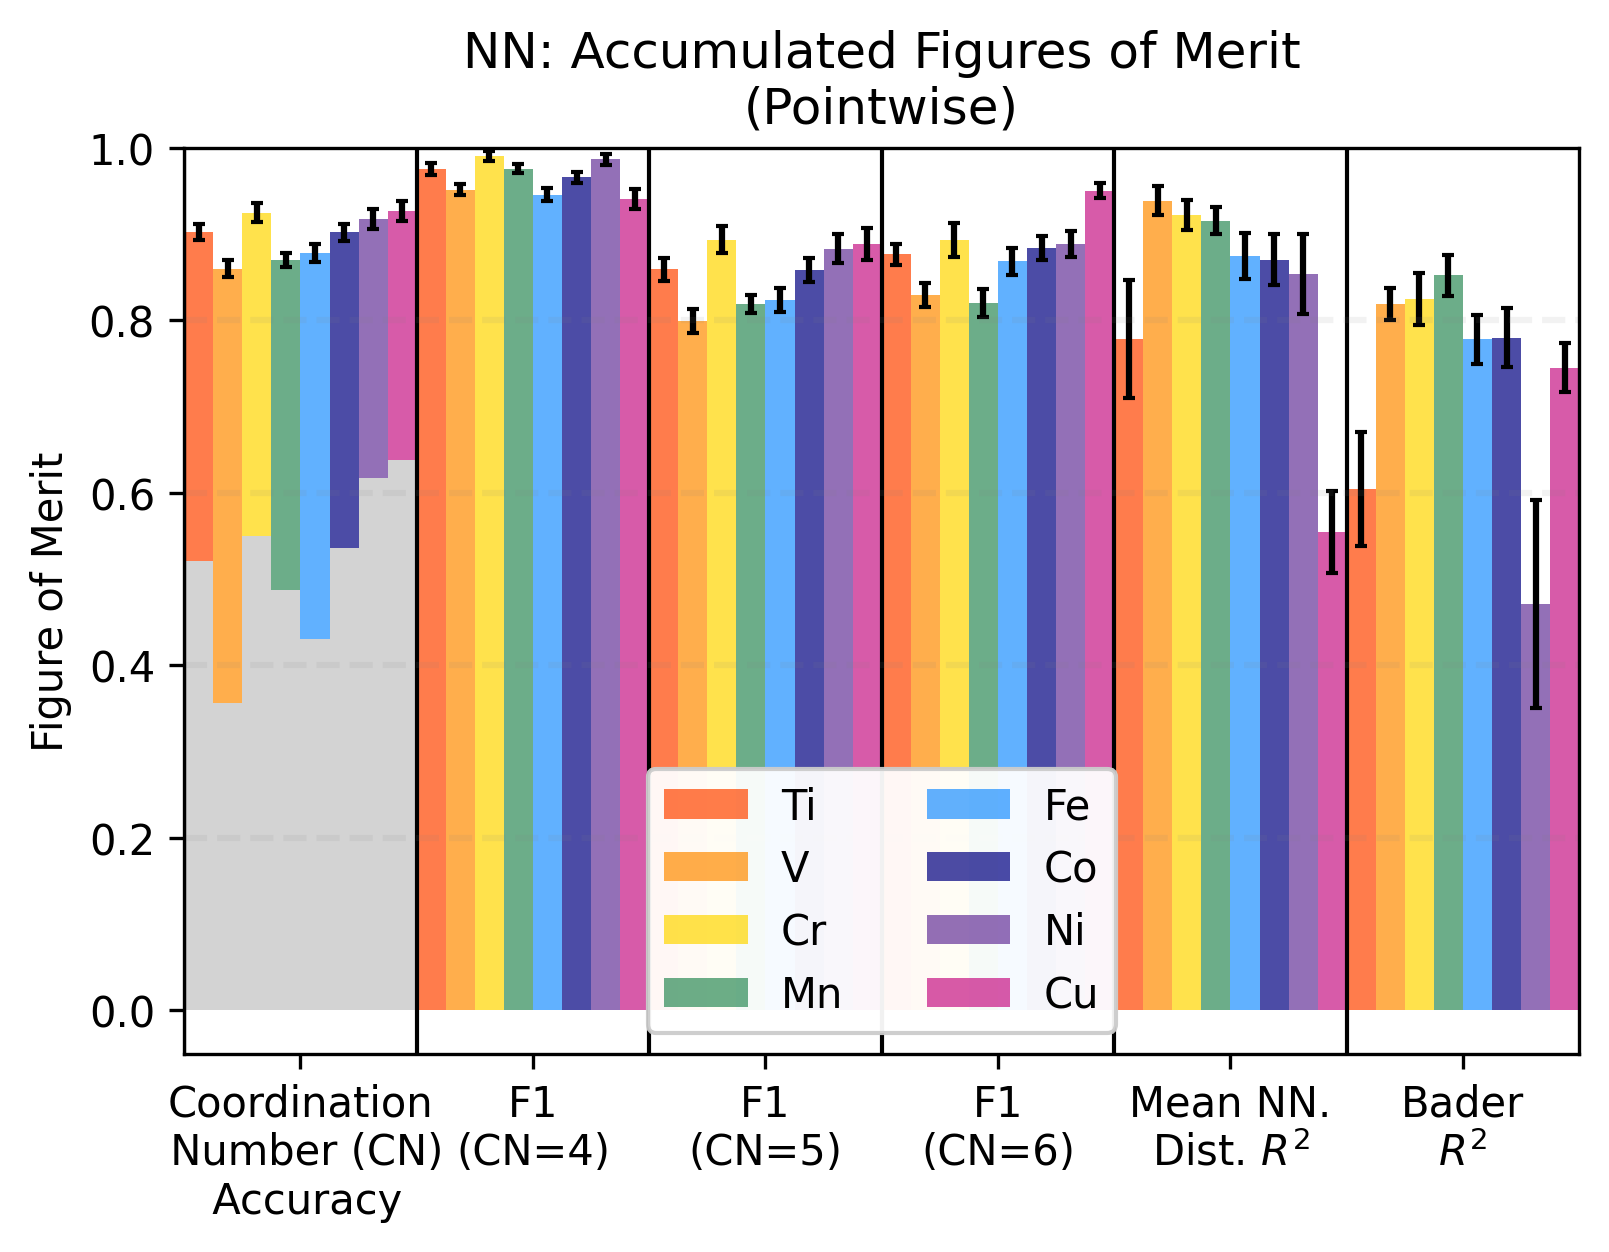 NN: Accumulated Figures of Merit
(Pointwise)
Figure of Merit
1.0
0.8
0.6
0.4
0.2
0.0
Ti
V
Cr
Mn
Fe
Co
Ni
Cu
Coordination
Number (CN)
Accuracy
F1
(CN=4)
F1
(CN=5)
F1
(CN=6)
Mean NN.
Dist. R²
Bader
R²